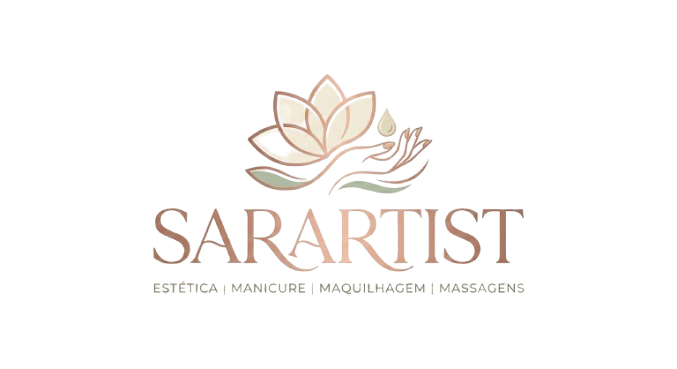 SARARTIST
ESTÉTICA | MANICURE | MAQUILHAGEM | MASSAGENS